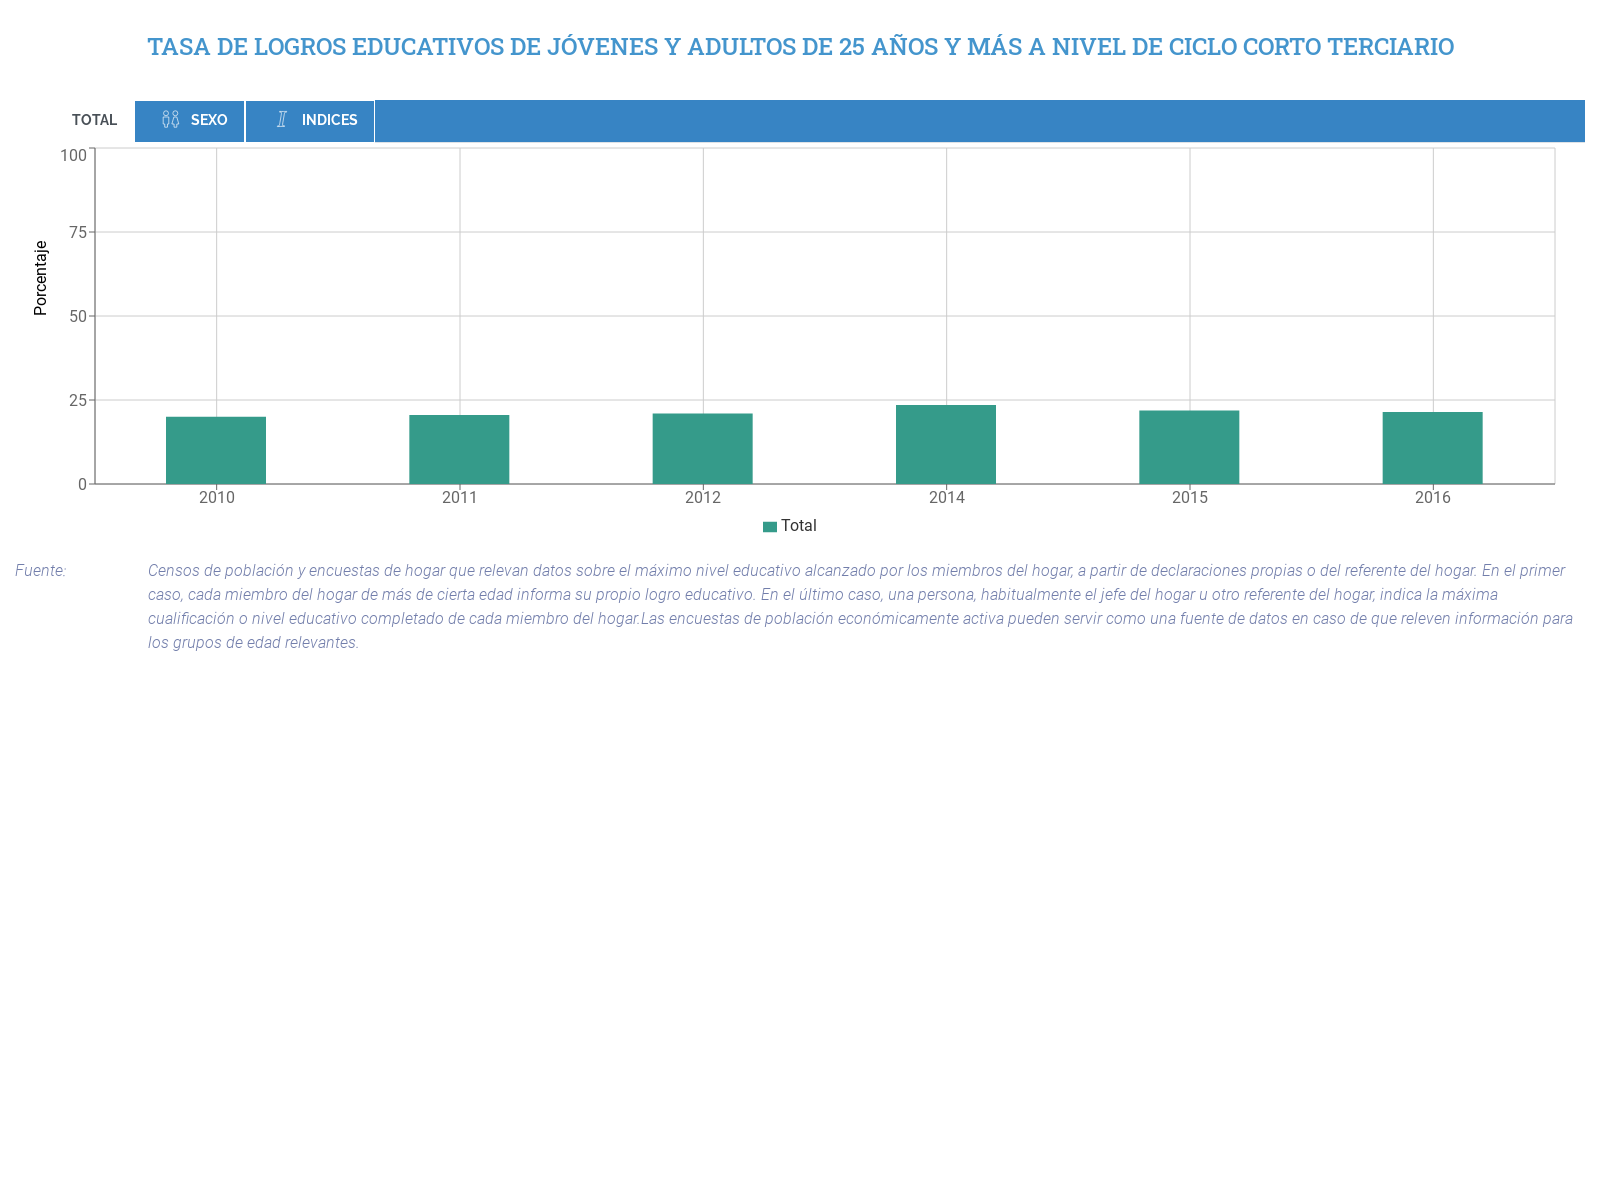 TASA DE LOGROS EDUCATIVOS DE JÓVENES Y ADULTOS DE 25 AÑOS Y MÁS A NIVEL DE CICLO CORTO TERCIARIO
TOTAL SEXO INDICES
100
75
50
25
0
Porcentaje
2010 2011 2012 2014 2015 2016
Total
Fuente: Censos de población y encuestas de hogar que relevan datos sobre el máximo nivel educativo alcanzado por los miembros del hogar, a partir de declaraciones propias o del referente del hogar. En el primer
caso, cada miembro del hogar de más de cierta edad informa su propio logro educativo. En el último caso, una persona, habitualmente el jefe del hogar u otro referente del hogar, indica la máxima
cualificación o nivel educativo completado de cada miembro del hogar.Las encuestas de población económicamente activa pueden servir como una fuente de datos en caso de que releven información para
los grupos de edad relevantes.